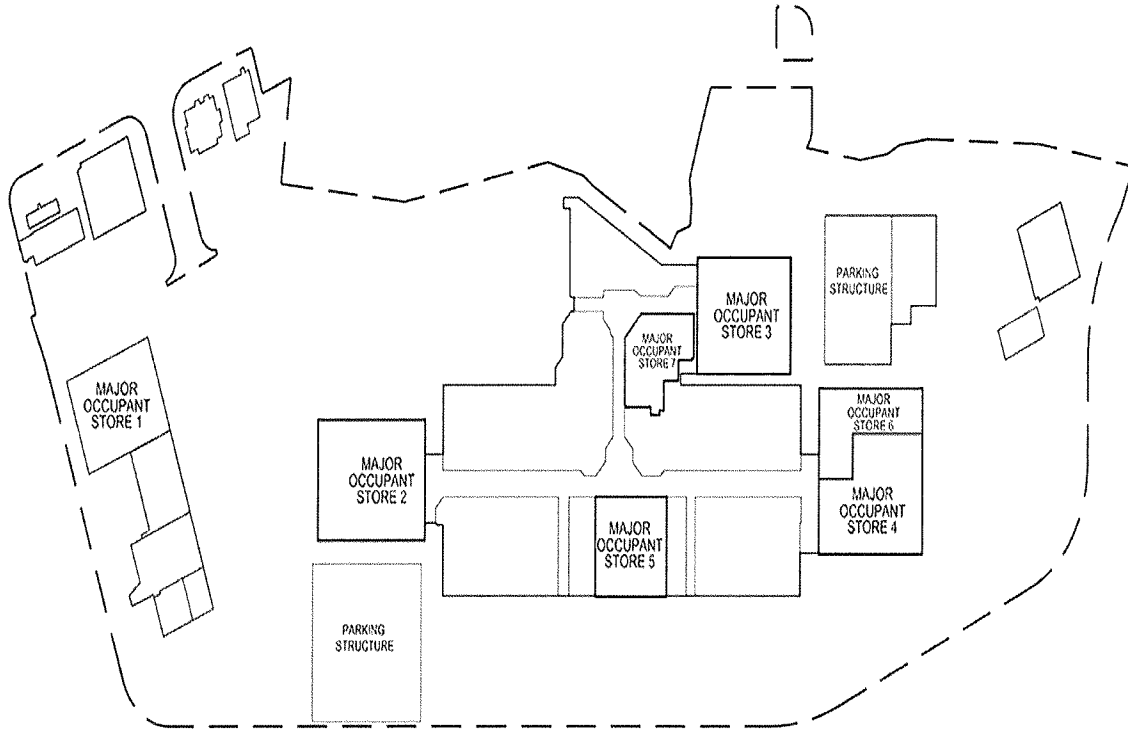 PARKING
STRUCTURE
MAJOR
OCCUPANT
STORE 3
MAJOR
OCCUPANT
STORE 7
MAJOR
OCCUPANT
STORE 1
MAJOR
OCCUPANT
STORE 6
MAJOR
OCCUPANT
STORE 2
MAJOR
OCCUPANT
STORE 4
MAJOR
OCCUPANT
STORE 5
PARKING
STRUCTURE